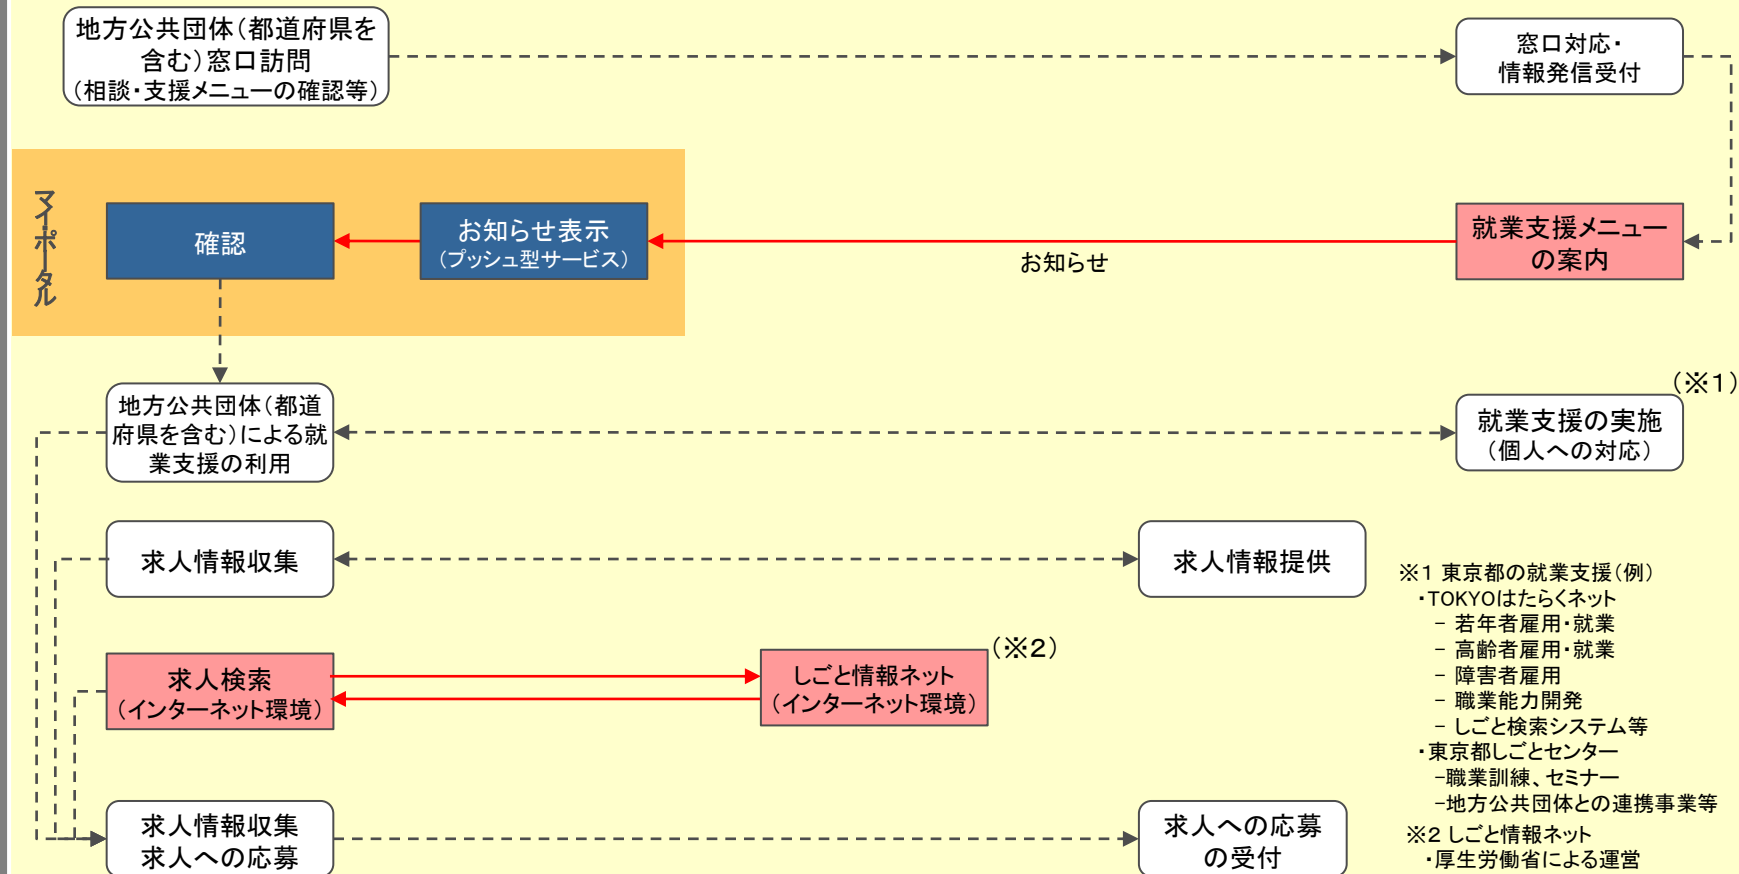 地方公共団体（都道府県を
含む）窓口訪問
（相談・支援メニューの確認等）
窓口対応・
情報発信受付
マイポータル
確認
お知らせ表示
（プッシュ型サービス）
お知らせ
就業支援メニュー
の案内
地方公共団体（都道
府県を含む）による就
業支援の利用
（※1）
就業支援の実施
（個人への対応）
求人情報収集
求人情報提供
求人検索
（インターネット環境）
（※2）
しごと情報ネット
（インターネット環境）
求人情報収集
求人への応募
求人への応募
の受付
※1 東京都の就業支援（例）
・TOKYOはたらくネット
− 若年者雇用・就業
− 高齢者雇用・就業
− 障害者雇用
− 職業能力開発
− しごと検索システム等
・東京都しごとセンター
−職業訓練、セミナー
−地方公共団体との連携事業等
※2 しごと情報ネット
・厚生労働省による運営